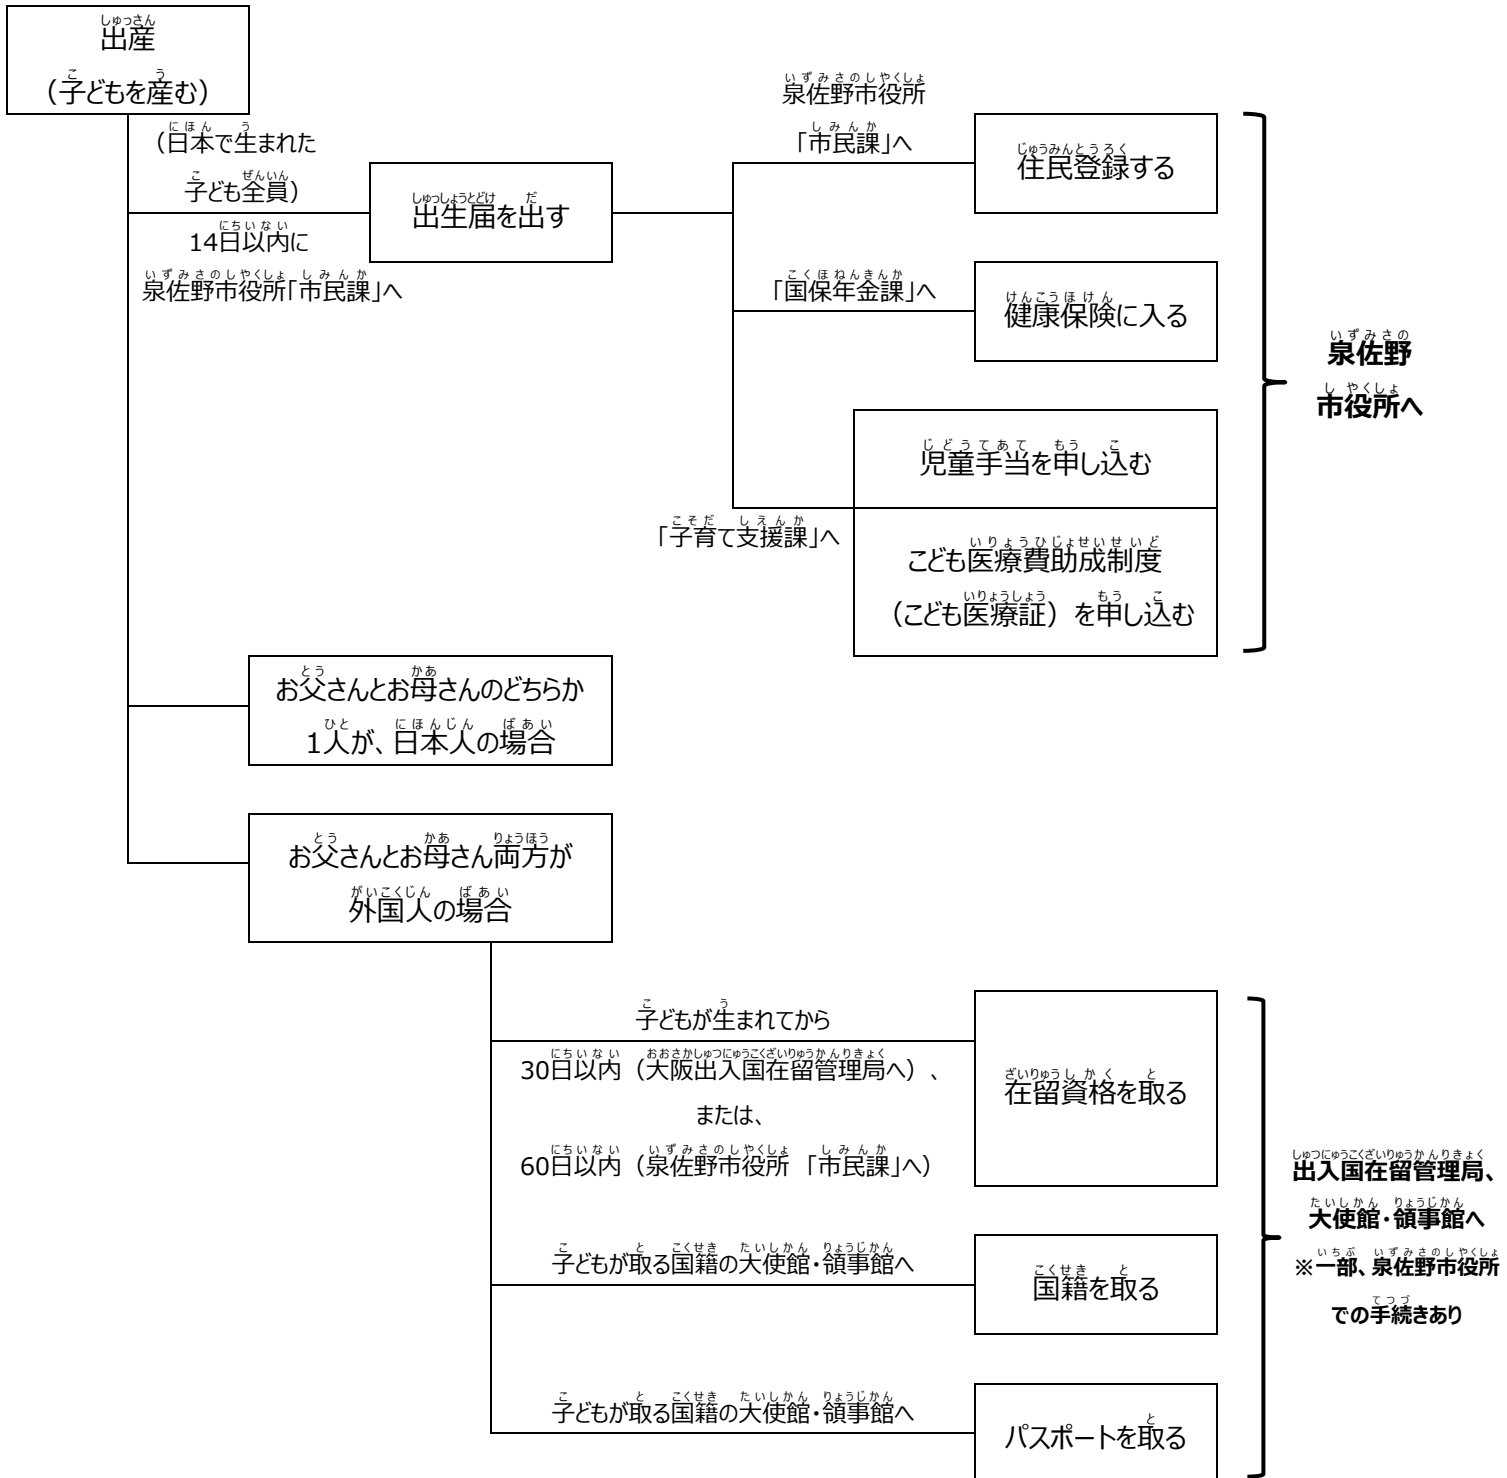 出産
（子どもを産む）
（日本で生まれた
子ども全員）
14日以内に
泉佐野市役所「市民課」へ
出生届を出す
泉佐野市役所
「市民課」へ
住民登録する
「国保年金課」へ
健康保険に入る
児童手当を申し込む
「子育て支援課」へ
こども医療費助成制度
（こども医療証）を申し込む
泉佐野
市役所へ
お父さんとお母さんのどちらか
1人が、日本人の場合
お父さんとお母さん両方が
外国人の場合
子どもが生まれてから
30日以内（大阪出入国在留管理局へ）、
または、
60日以内（泉佐野市役所 「市民課」へ）
在留資格を取る
子どもが取る国籍の大使館・領事館へ
国籍を取る
子どもが取る国籍の大使館・領事館へ
パスポートを取る
出入国在留管理局、
大使館・領事館へ
※一部、泉佐野市役所
での手続きあり